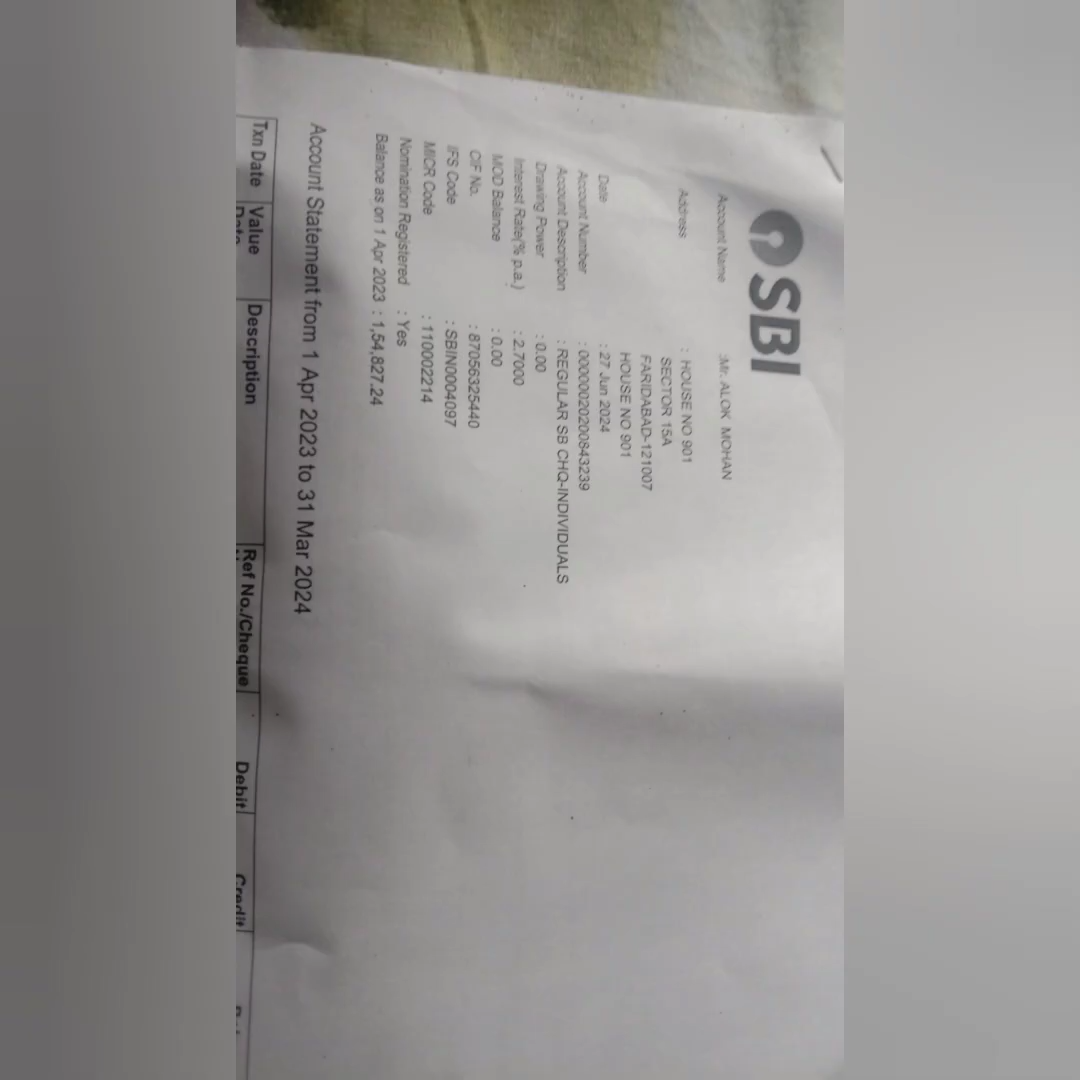 SBI
Account Name :Mr. ALOK MOHAN
Address : HOUSE NO 901
SECTOR 15A
FARIDABAD-121007
HOUSE NO 901
Date : 27 Jun 2024
Account Number : 00000020200843239
Account Description : REGULAR SB CHQ-INDIVIDUALS
Drawing Power : 0.00
Interest Rate(% p.a.) : 2.7000
MOD Balance : 0.00
CIF No. : 87056325440
IFS Code : SBIN0004097
MICR Code : 110002214
Nomination Registered : Yes
Balance as on 1 Apr 2023 : 1,54,827.24
Account Statement from 1 Apr 2023 to 31 Mar 2024
Txn Date Value Description Ref No./Cheque Debit Credit
Date